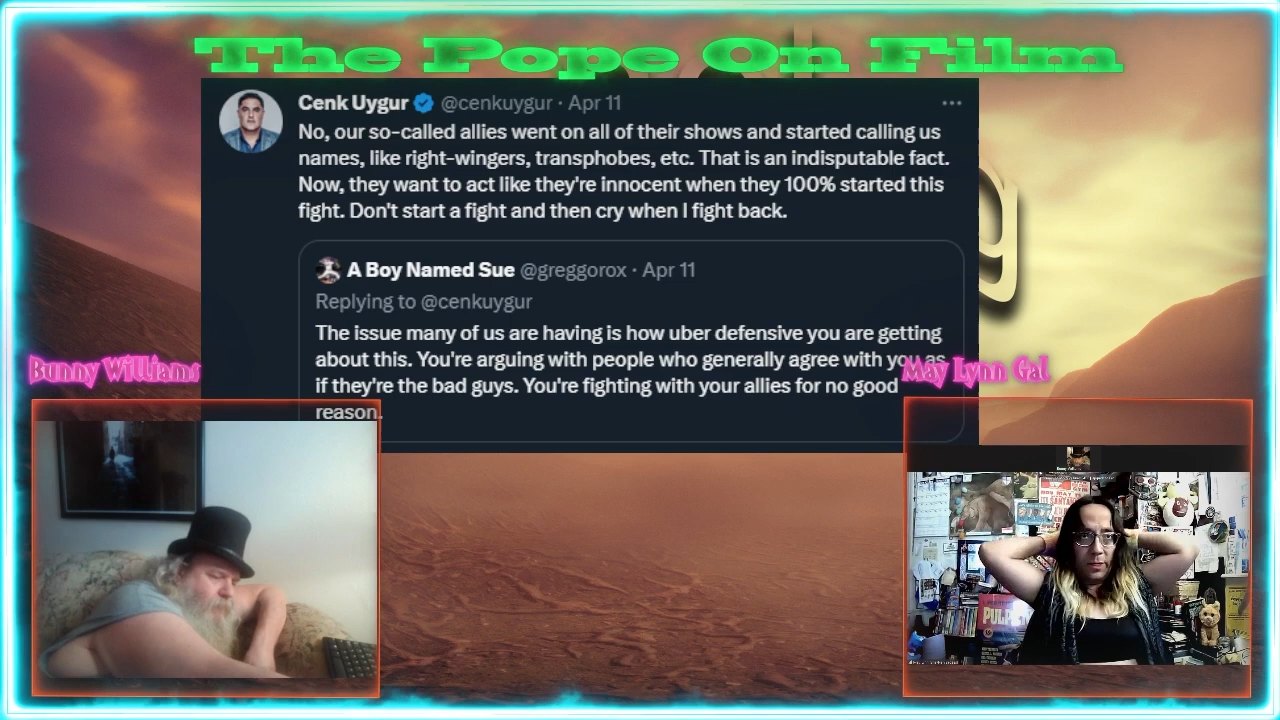 The Pope On Film
Cenk Uygur @cenkuygur · Apr 11
No, our so-called allies went on all of their shows and started calling us
names, like right-wingers, transphobes, etc. That is an indisputable fact.
Now, they want to act like they're innocent when they 100% started this
fight. Don't start a fight and then cry when I fight back.
g
A Boy Named Sue @greggorox · Apr 11
Replying to @cenkuygur
The issue many of us are having is how uber defensive you are getting
about this. You're arguing with people who generally agree with you as
if they're the bad guys. You're fighting with your allies for no good
reason.
Bunny Williams
May Lynn Gal
PULP